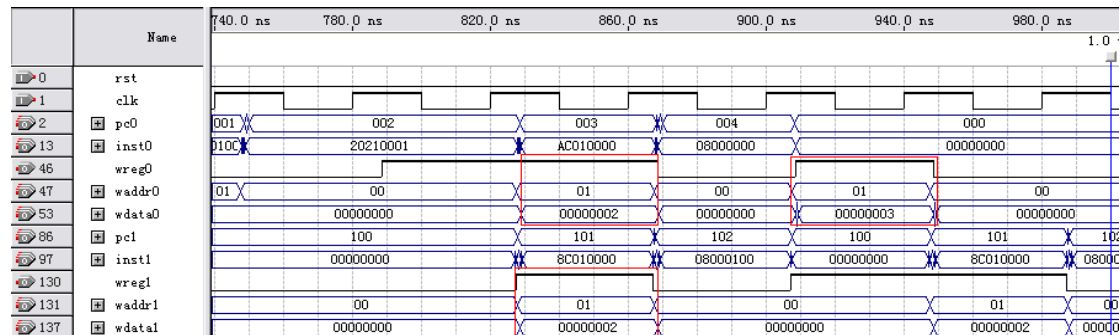 740.0 ns 780.0 ns 820.0 ns 860.0 ns 900.0 ns 940.0 ns 980.0 ns
Name
1.0
0 rst
1 clk
2 pc0 001 002 003 004 000
13 inst0 010C 20210001 AC010000 08000000 00000000
46 wreg0
47 waddr0 01 00 01 00 01 00
53 wdata0 00000000 00000002 00000000 00000003 00000000
86 pc1 100 101 102 100 101 102
97 inst1 00000000 8C010000 08000100 00000000 8C010000 08000
130 wreg1
131 waddr1 00 01 00 01 00
137 wdata1 00000000 00000002 00000000 00000002